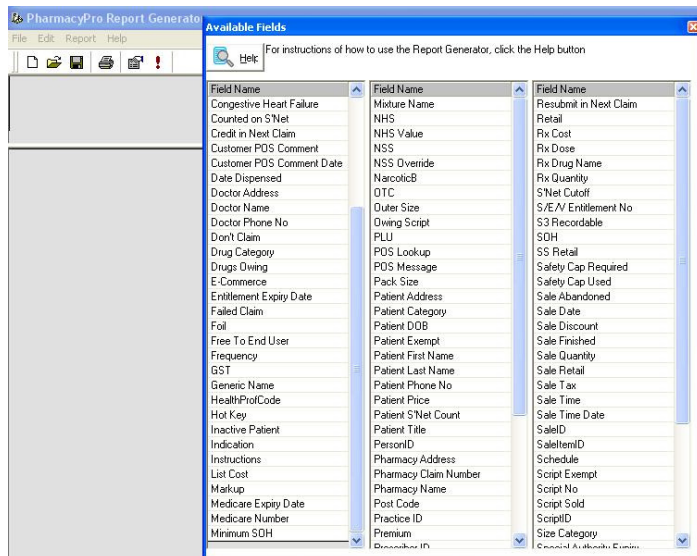 PharmacyPro Report Generato
File Edit Report Help
Available Fields
Help
For instructions of how to use the Report Generator, click the Help button
Field Name
Congestive Heart Failure
Counted on S'Net
Credit in Next Claim
Customer POS Comment
Customer POS Comment Date
Date Dispensed
Doctor Address
Doctor Name
Doctor Phone No
Don't Claim
Drug Category
Drugs Owing
E-Commerce
Entitlement Expiry Date
Failed Claim
Foil
Free To End User
Frequency
GST
Generic Name
HealthProfCode
Hot Key
Inactive Patient
Indication
Instructions
List Cost
Markup
Medicare Expiry Date
Medicare Number
Minimum SOH
Field Name
Mixture Name
NHS
NHS Value
NSS
NSS Override
NarcoticB
OTC
Outer Size
Owing Script
PLU
POS Lookup
POS Message
Pack Size
Patient Address
Patient Category
Patient DOB
Patient Exempt
Patient First Name
Patient Last Name
Patient Phone No
Patient Price
Patient S'Net Count
Patient Title
PersonID
Pharmacy Address
Pharmacy Claim Number
Pharmacy Name
Post Code
Practice ID
Premium
Prescriber ID
Field Name
Resubmit in Next Claim
Retail
Rx Cost
Rx Dose
Rx Drug Name
Rx Quantity
S'Net Cutoff
S/E/V Entitlement No
S3 Recordable
SOH
SS Retail
Safety Cap Required
Safety Cap Used
Sale Abandoned
Sale Date
Sale Discount
Sale Finished
Sale Quantity
Sale Retail
Sale Tax
Sale Time
Sale Time Date
SaleID
SaleItemID
Schedule
Script Exempt
Script No
Script Sold
ScriptID
Size Category
Special Authority Expiry